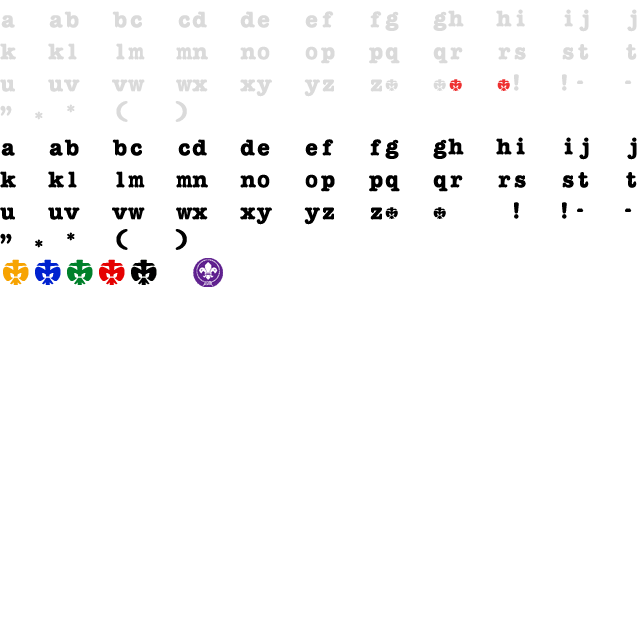 a ab bc cd de ef fg gh hi ij j
k kl lm mn no op pq qr rs st t
u uv vw wx xy yz z ! !- -
” * * ( )
a ab bc cd de ef fg gh hi ij j
k kl lm mn no op pq qr rs st t
u uv vw wx xy yz z ! !- -
” * * ( )